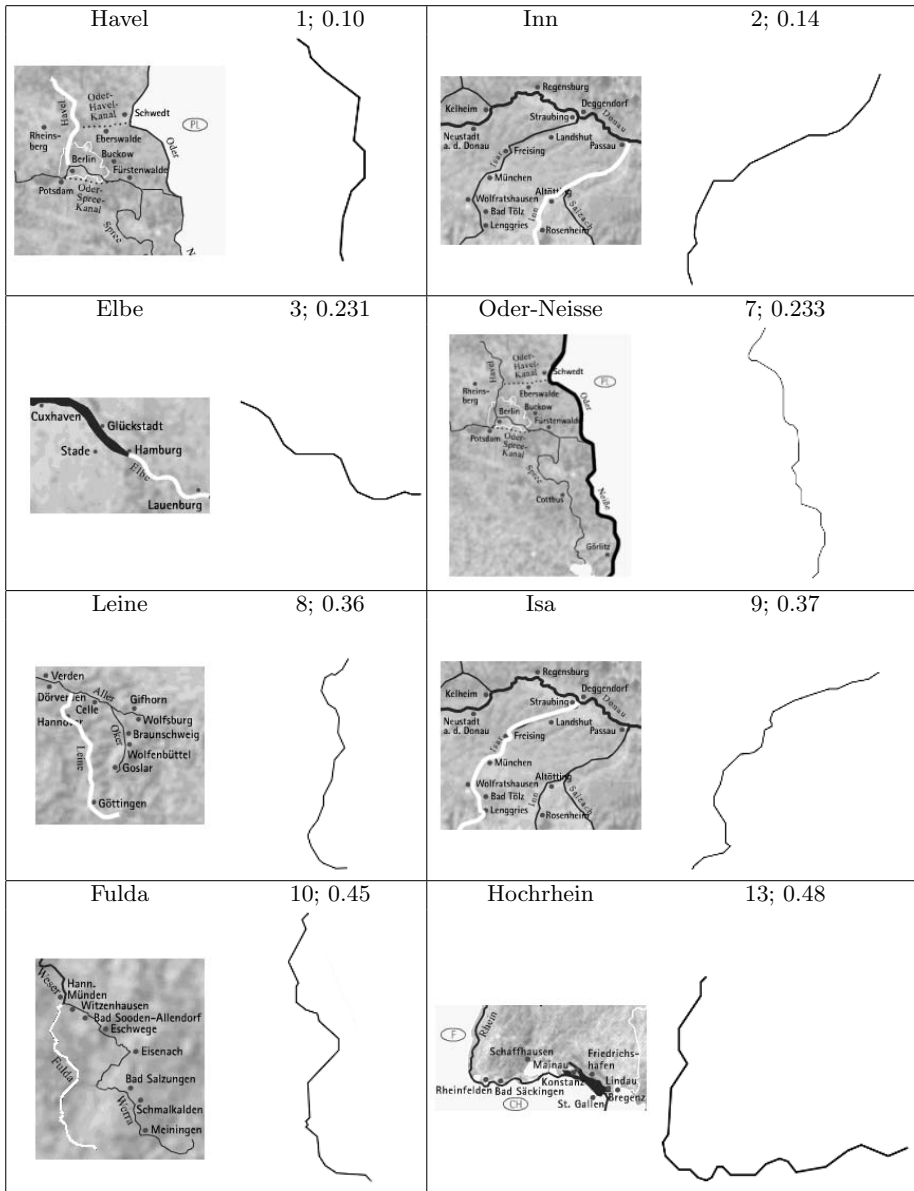 Havel 1; 0.10
Oder-
Havel-
Kanal
Havel
Schwedt
PL
Rheins-
berg
Eberswalde
Oder
Berlin
Buckow
Fürstenwalde
Potsdam
Oder-
Spree-
Kanal
Spree
N
Inn 2; 0.14
Regensburg
Kelheim
Deggendorf
Straubing
Donau
Neustadt
a. d. Donau
Landshut
Passau
Isar
Freising
München
Altötting
Wolfratshausen
Salzach
Bad Tölz
Inn
Lenggries
Rosenheim
Elbe 3; 0.231
Cuxhaven
Glückstadt
Stade
Hamburg
Elbe
Lauenburg
Oder-Neisse 7; 0.233
Oder-
Havel-
Kanal
Havel
Schwedt
PL
Rheins-
berg
Eberswalde
Oder
Berlin
Buckow
Fürstenwalde
Potsdam
Oder-
Spree-
Kanal
Spree
Neiße
Cottbus
Görlitz
Leine 8; 0.36
Verden
Aller
Dörverden
Gifhorn
Celle
Hannover
Wolfsburg
Oker
Braunschweig
Leine
Wolfenbüttel
Goslar
Göttingen
Isa 9; 0.37
Regensburg
Kelheim
Deggendorf
Straubing
Donau
Neustadt
a. d. Donau
Landshut
Passau
Isar
Freising
München
Altötting
Wolfratshausen
Salzach
Bad Tölz
Inn
Lenggries
Rosenheim
Fulda 10; 0.45
Weser
Hann.
Münden
Witzenhausen
Bad Sooden-Allendorf
Eschwege
Eisenach
Fulda
Bad Salzungen
Schmalkalden
Werra
Meiningen
Hochrhein 13; 0.48
Rhein
F
Schaffhausen
Mainau
Friedrichs-
hafen
Rheinfelden
Bad Säckingen
Konstanz
Lindau
Bregenz
CH
St. Gallen